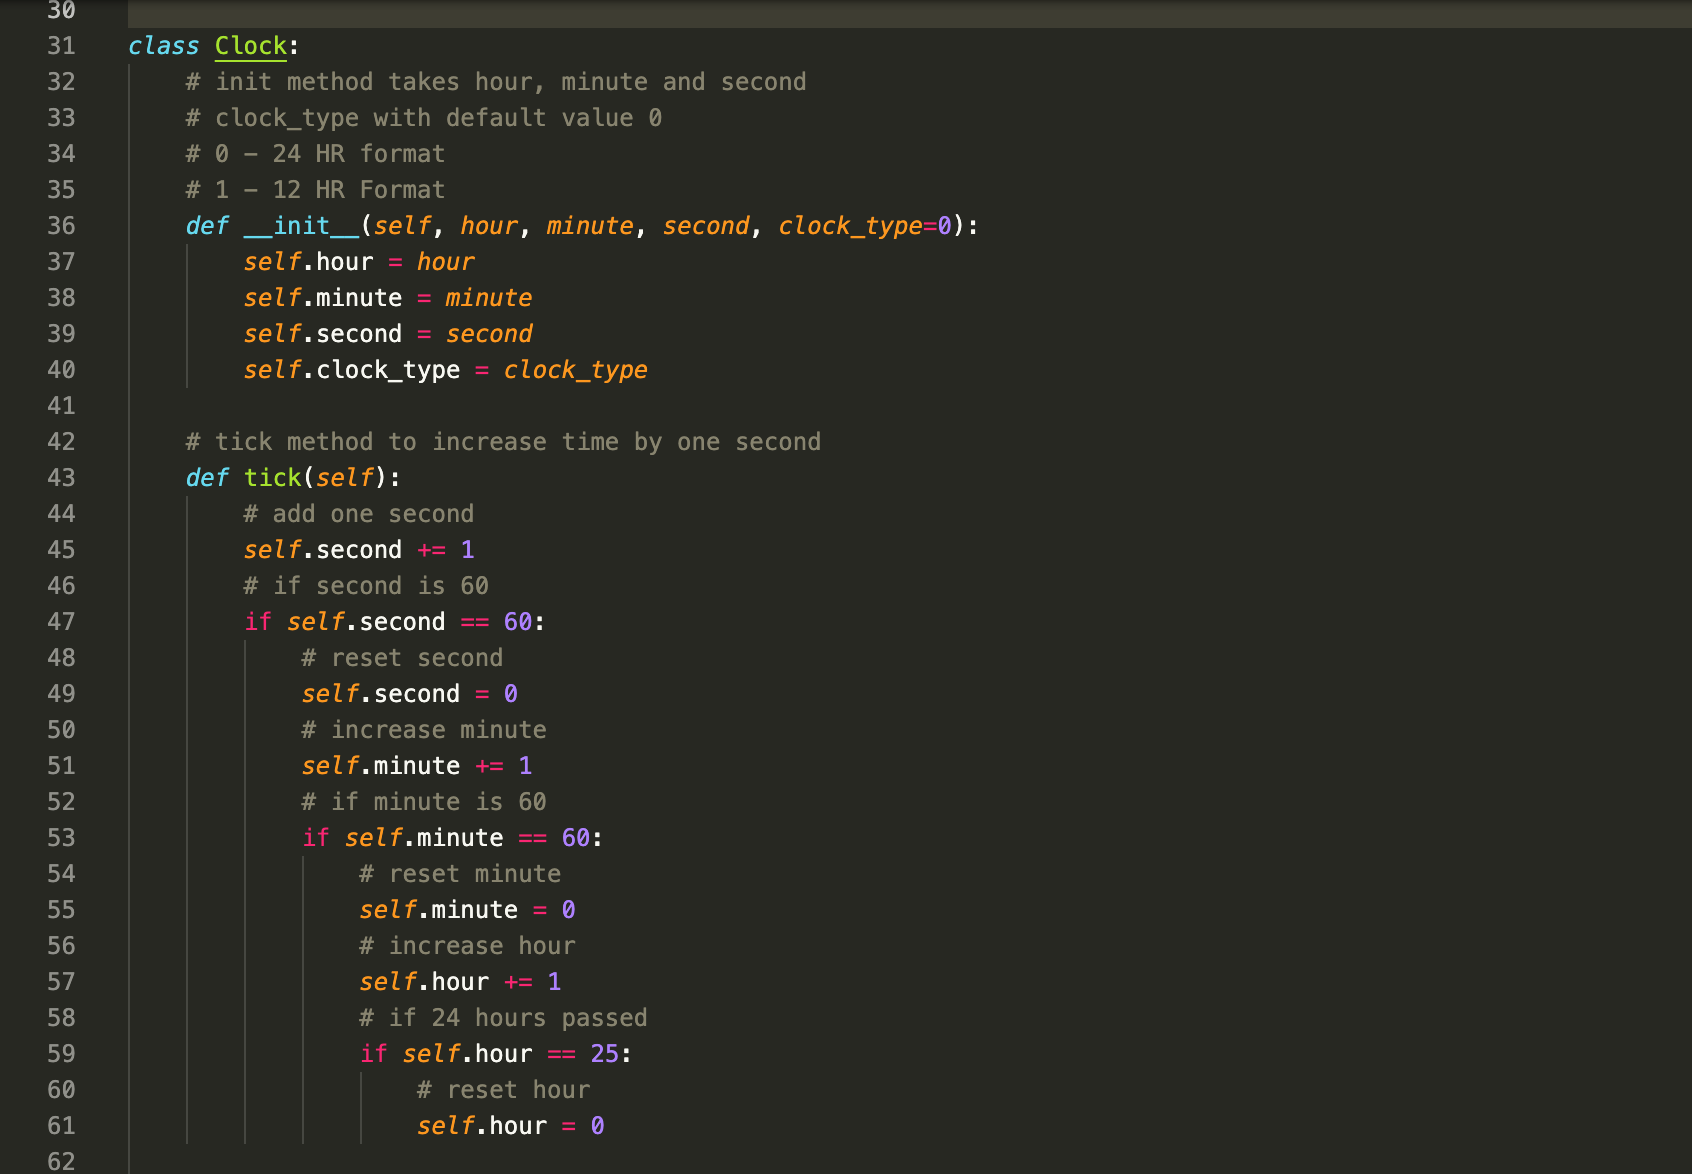 30
31 class Clock:
32     # init method takes hour, minute and second
33     # clock_type with default value 0
34     # 0 – 24 HR format
35     # 1 – 12 HR Format
36     def __init__(self, hour, minute, second, clock_type=0):
37         self.hour = hour
38         self.minute = minute
39         self.second = second
40         self.clock_type = clock_type
41
42     # tick method to increase time by one second
43     def tick(self):
44         # add one second
45         self.second += 1
46         # if second is 60
47         if self.second == 60:
48             # reset second
49             self.second = 0
50             # increase minute
51             self.minute += 1
52             # if minute is 60
53             if self.minute == 60:
54                 # reset minute
55                 self.minute = 0
56                 # increase hour
57                 self.hour += 1
58                 # if 24 hours passed
59                 if self.hour == 25:
60                     # reset hour
61                     self.hour = 0
62